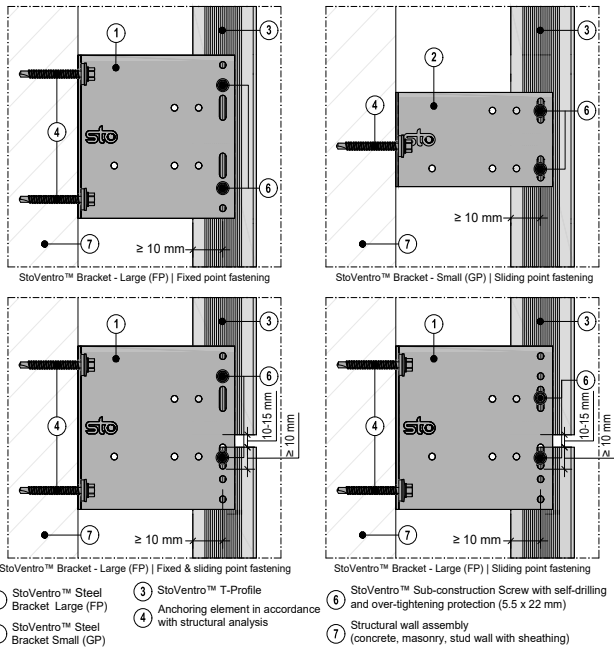 1
3
sto
4
6
7
≥ 10 mm
StoVentro™ Bracket - Large (FP) | Fixed point fastening
2
3
4
sto
6
7
≥ 10 mm
StoVentro™ Bracket - Small (GP) | Sliding point fastening
1
3
6
sto
4
10-15 mm
≥ 10 mm
7
≥ 10 mm
StoVentro™ Bracket - Large (FP) | Fixed & sliding point fastening
1
3
6
sto
4
10-15 mm
≥ 10 mm
7
≥ 10 mm
StoVentro™ Bracket - Large (FP) | Sliding point fastening
StoVentro™ Steel
Bracket Large (FP)
StoVentro™ Steel
Bracket Small (GP)
3 StoVentro™ T-Profile
4 Anchoring element in accordance
with structural analysis
6 StoVentro™ Sub-construction Screw with self-drilling
and over-tightening protection (5.5 x 22 mm)
7 Structural wall assembly
(concrete, masonry, stud wall with sheathing)